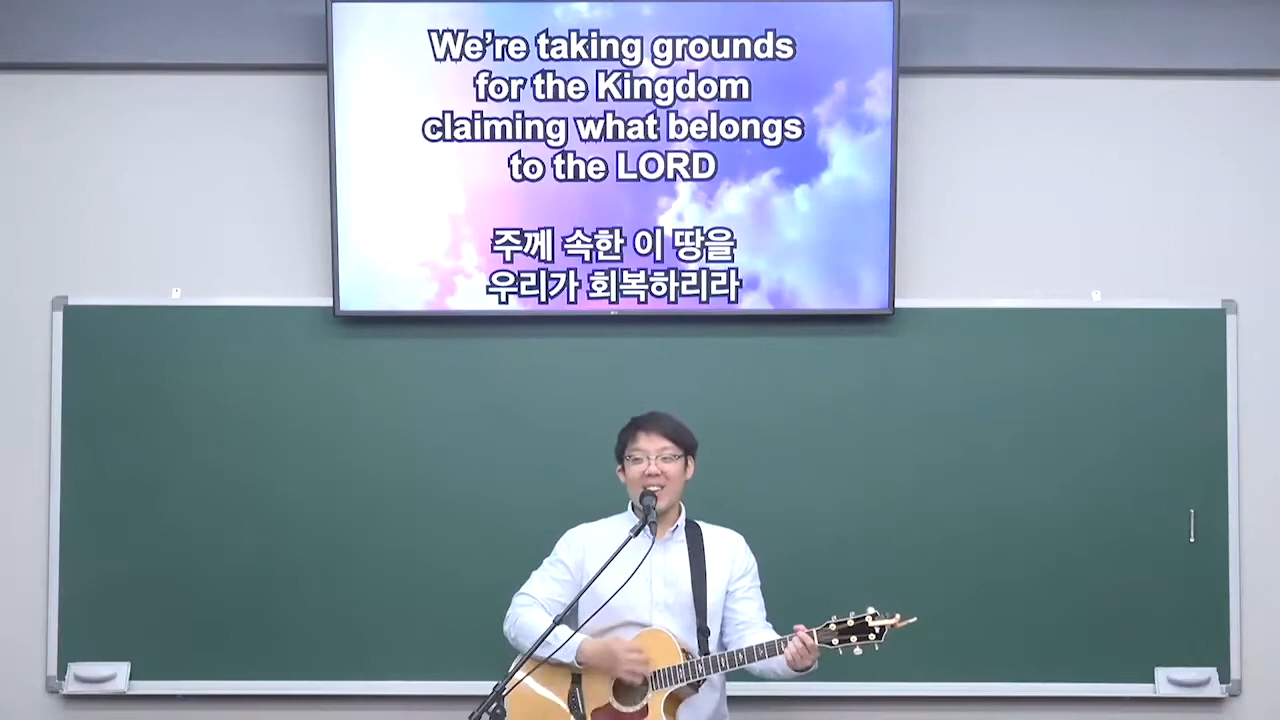 We're taking grounds
for the Kingdom
claiming what belongs
to the LORD
주께 속한 이 땅을
우리가 회복하리라